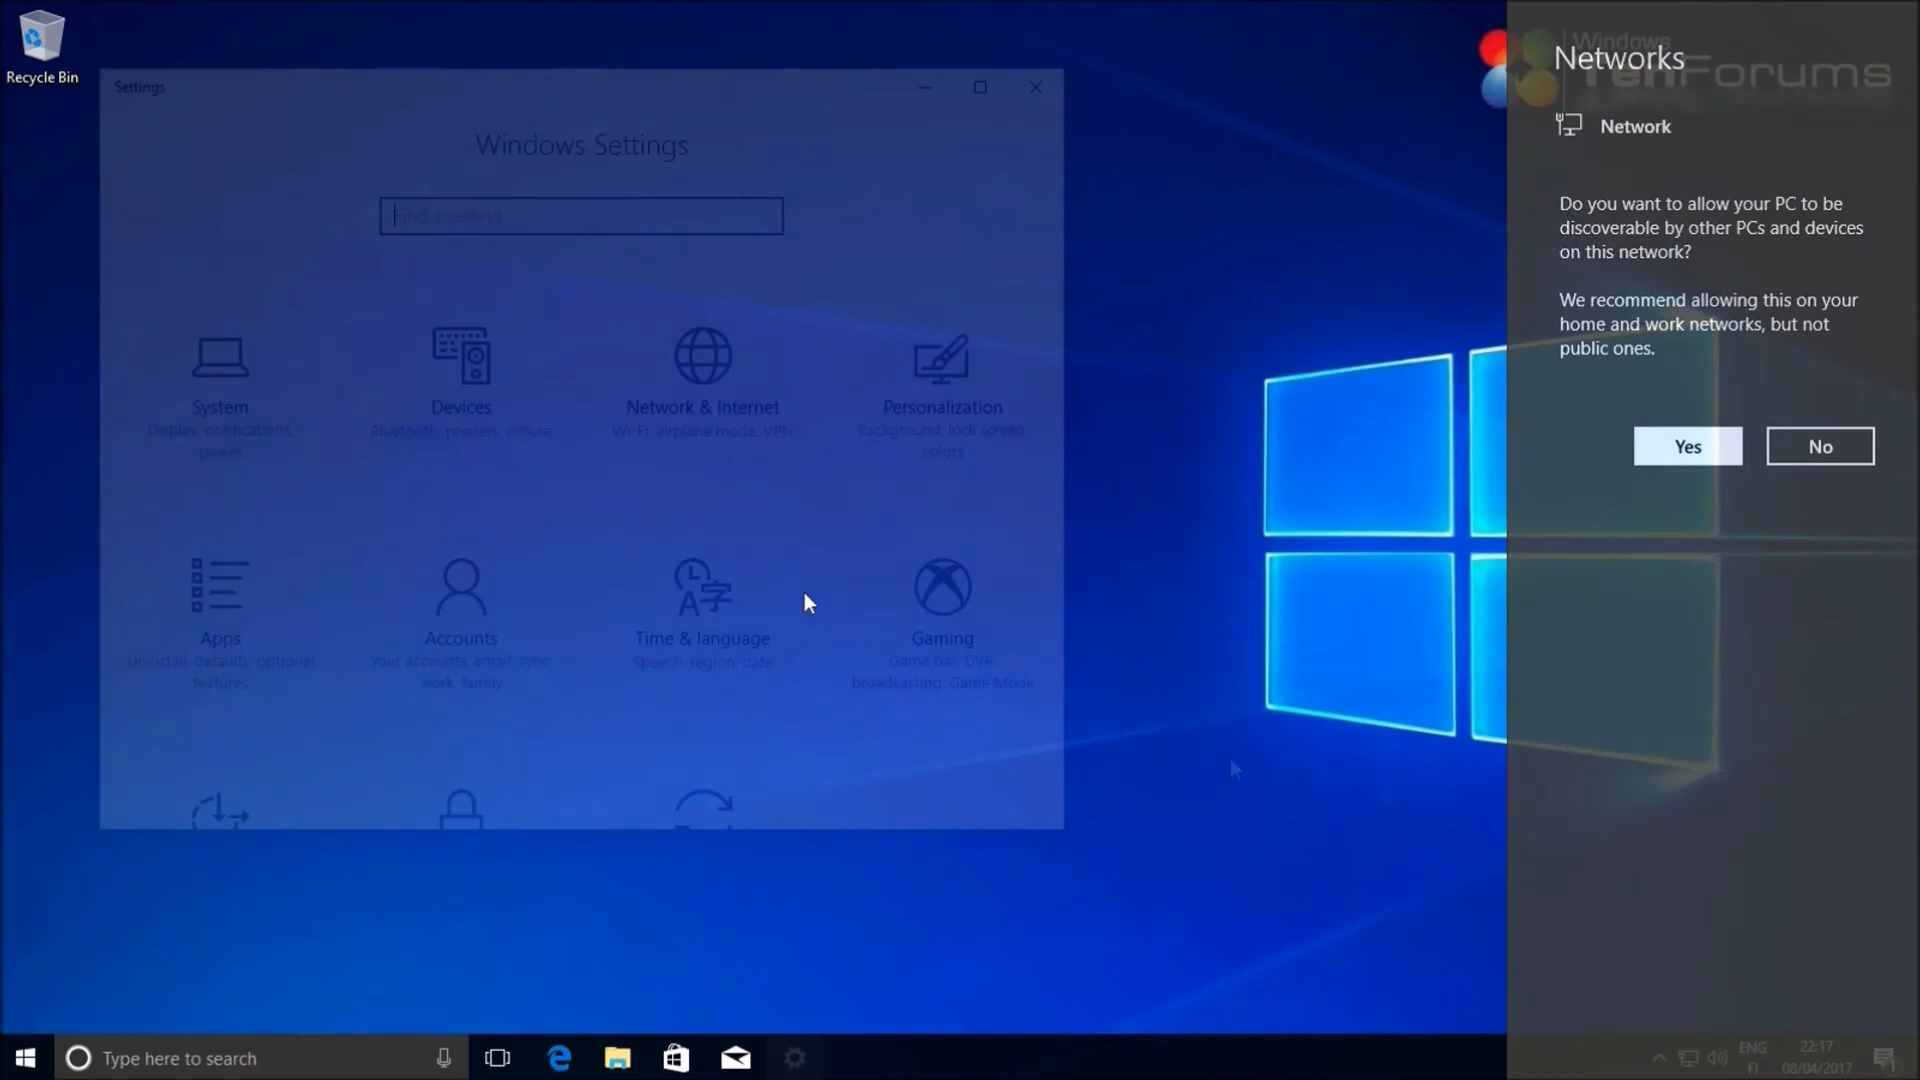 Recycle Bin
Settings
Windows Settings
Find a setting
System
Display, notifications,
power
Devices
Bluetooth, printers, mouse
Network & Internet
Wi-Fi, airplane mode, VPN
Personalization
Background, lock screen,
colors
Apps
Uninstall, defaults, optional
features
Accounts
Your accounts, email, sync,
work, family
Time & language
Speech, region, date
Gaming
Game bar, DVR,
broadcasting, Game Mode
Windows
TenForums
Networks
Network
Do you want to allow your PC to be
discoverable by other PCs and devices
on this network?
We recommend allowing this on your
home and work networks, but not
public ones.
Yes
No
Type here to search
ENG
FI
22:17
08/04/2017
1